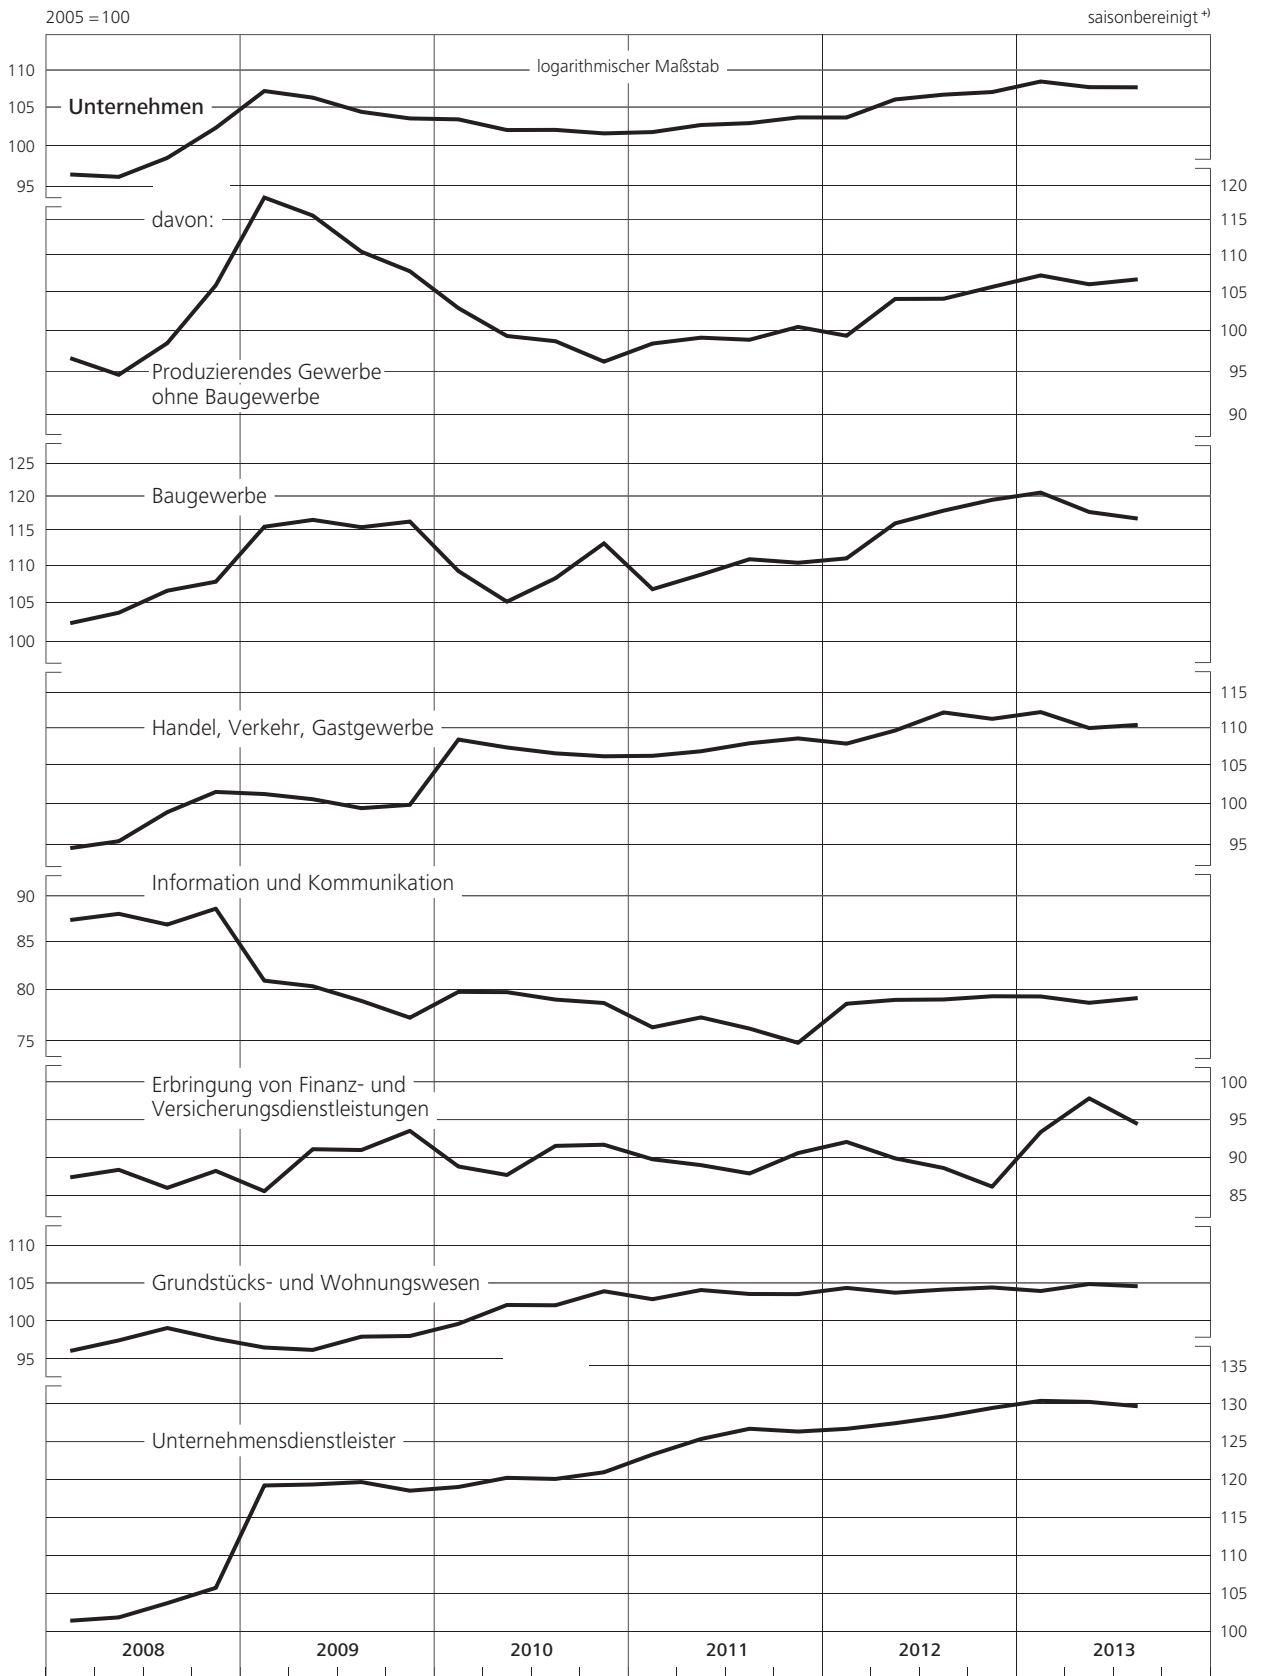 2005 = 100
saisonbereinigt +)
logarithmischer Maßstab
110
105
100
95
Unternehmen
120
115
110
105
100
95
90
davon:
Produzierendes Gewerbe
ohne Baugewerbe
125
120
115
110
105
100
Baugewerbe
115
110
105
100
95
Handel, Verkehr, Gastgewerbe
90
85
80
75
Information und Kommunikation
100
95
90
85
Erbringung von Finanz- und
Versicherungsdienstleistungen
110
105
100
95
Grundstücks- und Wohnungswesen
135
130
125
120
115
110
105
100
Unternehmensdienstleister
2008 2009 2010 2011 2012 2013